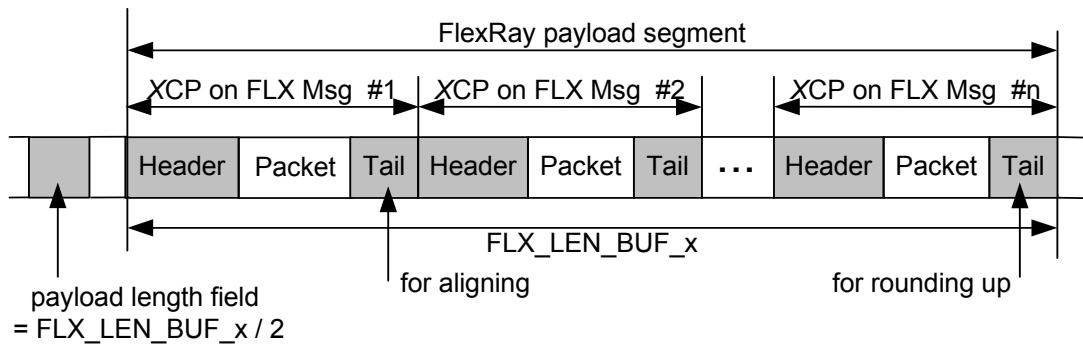 FlexRay payload segment
XCP on FLX Msg #1 XCP on FLX Msg #2 XCP on FLX Msg #n
Header Packet Tail Header Packet Tail ... Header Packet Tail
FLX_LEN_BUF_x
for aligning for rounding up
payload length field
= FLX_LEN_BUF_x / 2